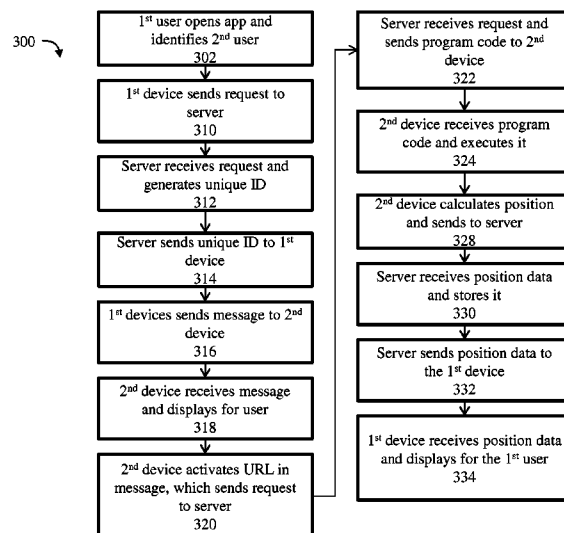 300
1st user opens app and
identifies 2nd user
302
1st device sends request to
server
310
Server receives request and
generates unique ID
312
Server sends unique ID to 1st
device
314
1st devices sends message to 2nd
device
316
2nd device receives message
and displays for user
318
2nd device activates URL in
message, which sends request
to server
320
Server receives request and
sends program code to 2nd
device
322
2nd device receives program
code and executes it
324
2nd device calculates position
and sends to server
328
Server receives position data
and stores it
330
Server sends position data to
the 1st device
332
1st device receives position data
and displays for the 1st user
334